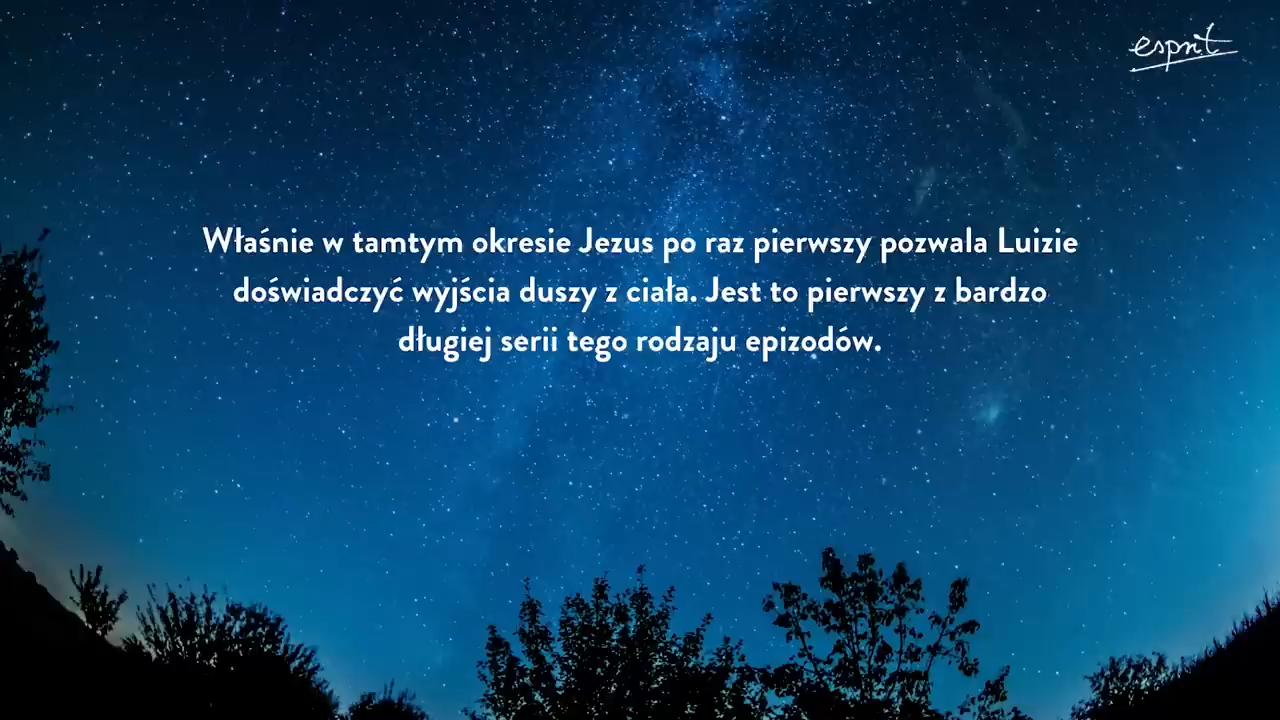 esprit
Właśnie w tamtym okresie Jezus po raz pierwszy pozwala Luizie
doświadczyć wyjścia duszy z ciała. Jest to pierwszy z bardzo
długiej serii tego rodzaju epizodów.